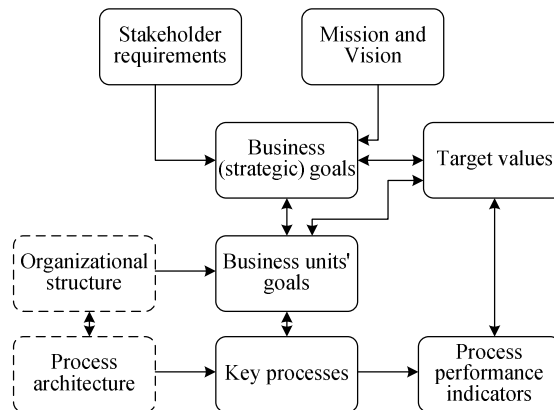 Stakeholder
requirements
Mission and
Vision
Business
(strategic) goals
Target values
Organizational
structure
Business units'
goals
Process
architecture
Key processes
Process
performance
indicators